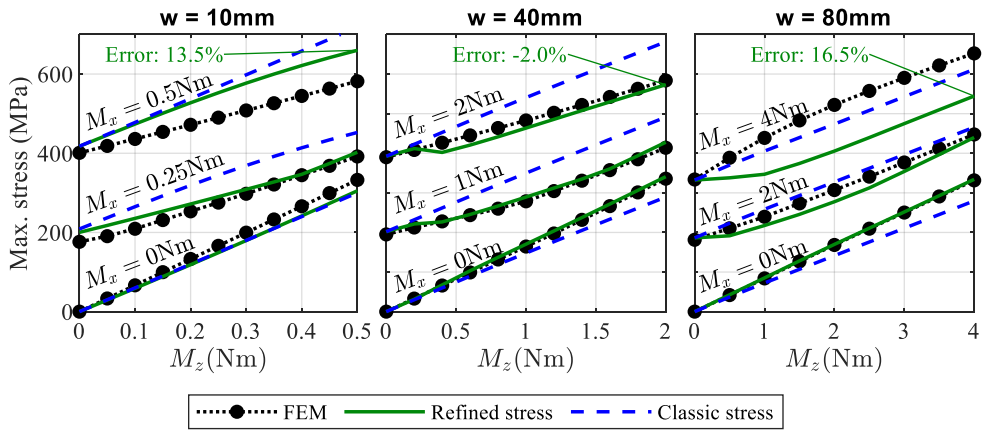 w = 10mm
w = 40mm
w = 80mm
Max. stress (MPa)
600
400
200
0
Error: 13.5%
M_x = 0.5Nm
M_x = 0.25Nm
M_x = 0Nm
0 0.1 0.2 0.3 0.4 0.5
M_z(Nm)
Error: -2.0%
M_x = 2Nm
M_x = 1Nm
M_x = 0Nm
0 0.5 1 1.5 2
M_z(Nm)
Error: 16.5%
M_x = 4Nm
M_x = 2Nm
M_x = 0Nm
0 1 2 3 4
M_z(Nm)
FEM Refined stress Classic stress